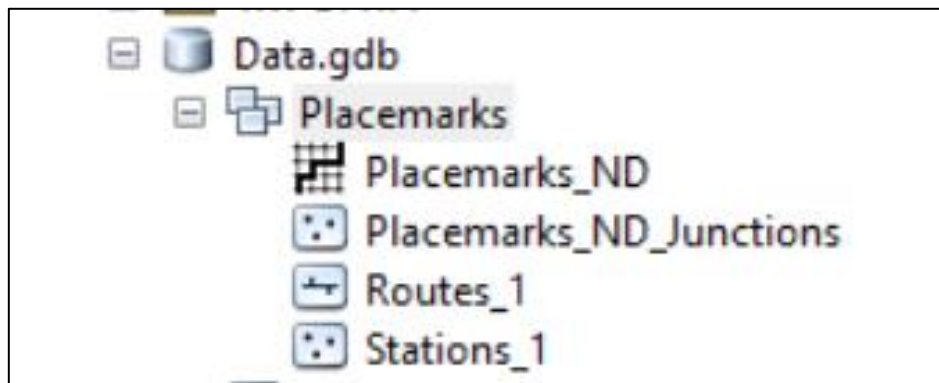 Data.gdb
Placemarks
Placemarks_ND
Placemarks_ND_Junctions
Routes_1
Stations_1